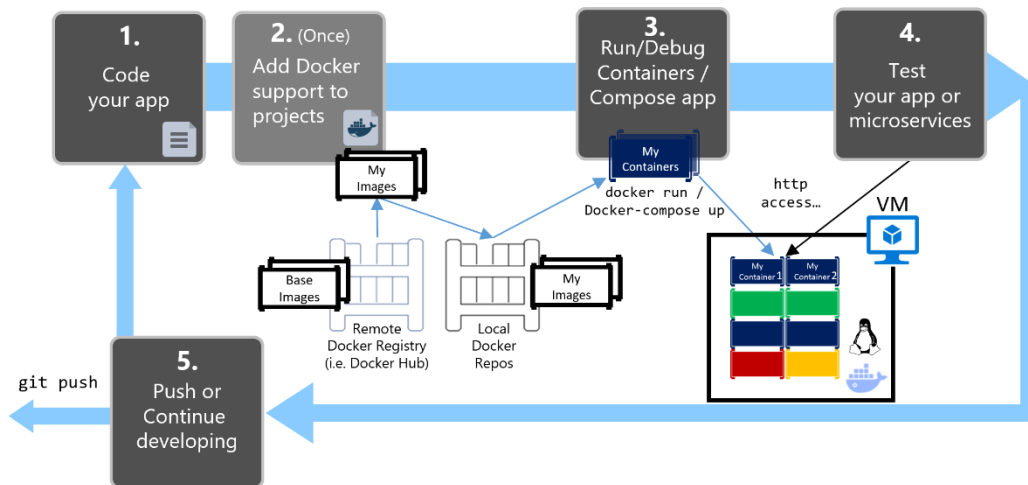 1.
Code
your app
2. (Once)
Add Docker
support to
projects
3.
Run/Debug
Containers /
Compose app
4.
Test
your app or
microservices
My
Images
My
Containers
docker run /
Docker-compose up
http
access…
VM
Base
Images
My
Images
My
Container 1
My
Container 2
Remote
Docker Registry
(i.e. Docker Hub)
Local
Docker
Repos
5.
Push or
Continue
developing
git push